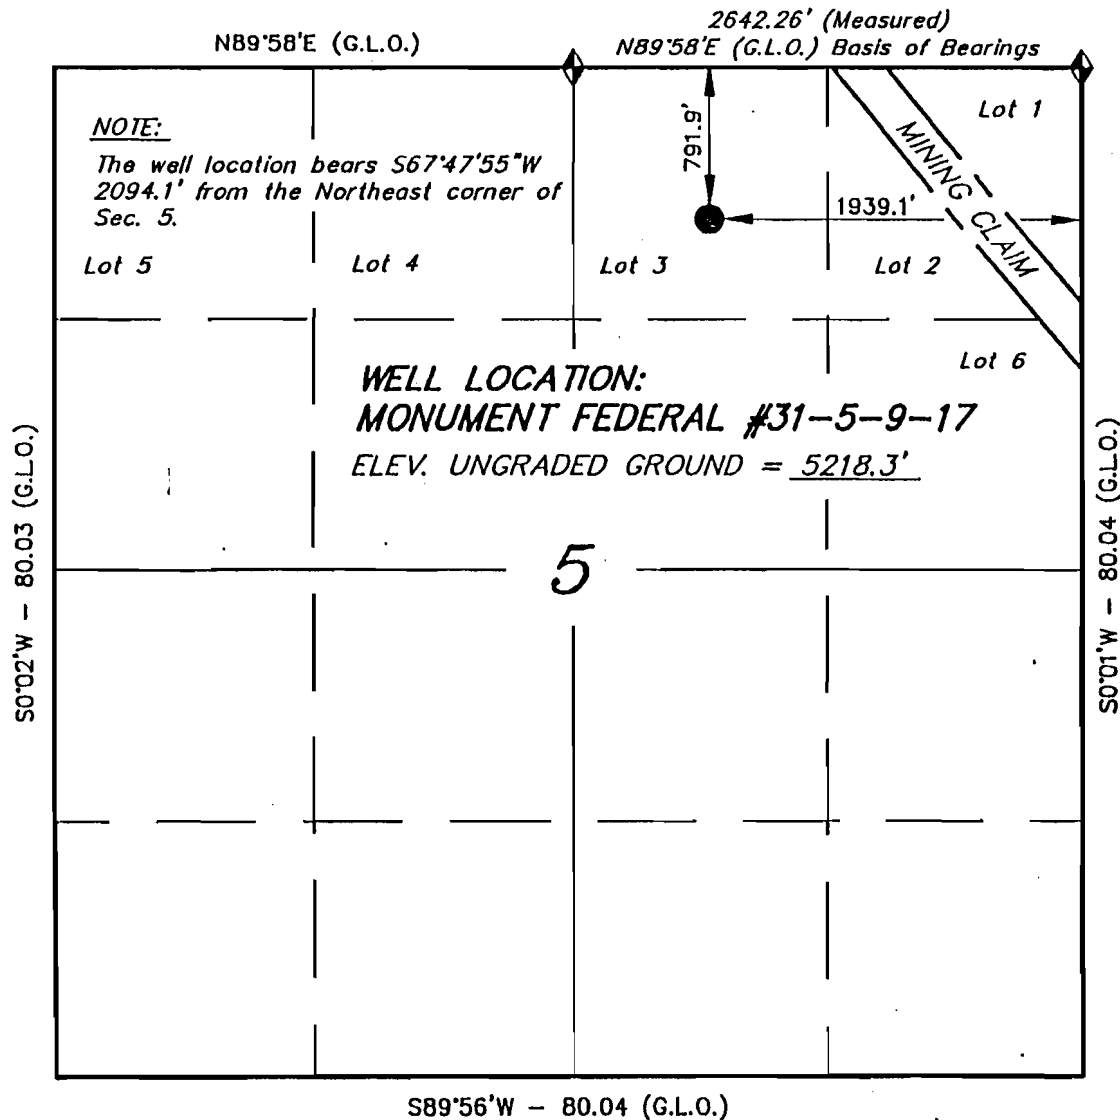 2642.26' (Measured)
N89°58'E (G.L.O.)
N89°58'E (G.L.O.) Basis of Bearings
NOTE:
The well location bears S67°47'55"W
2094.1' from the Northeast corner of
Sec. 5.
791.9'
1939.1'
Lot 1
MINING CLAIM
Lot 5
Lot 4
Lot 3
Lot 2
Lot 6
WELL LOCATION:
MONUMENT FEDERAL #31-5-9-17
ELEV. UNGRADED GROUND = 5218.3'
S0°02'W - 80.03 (G.L.O.)
S0°01'W - 80.04 (G.L.O.)
5
S89°56'W - 80.04 (G.L.O.)